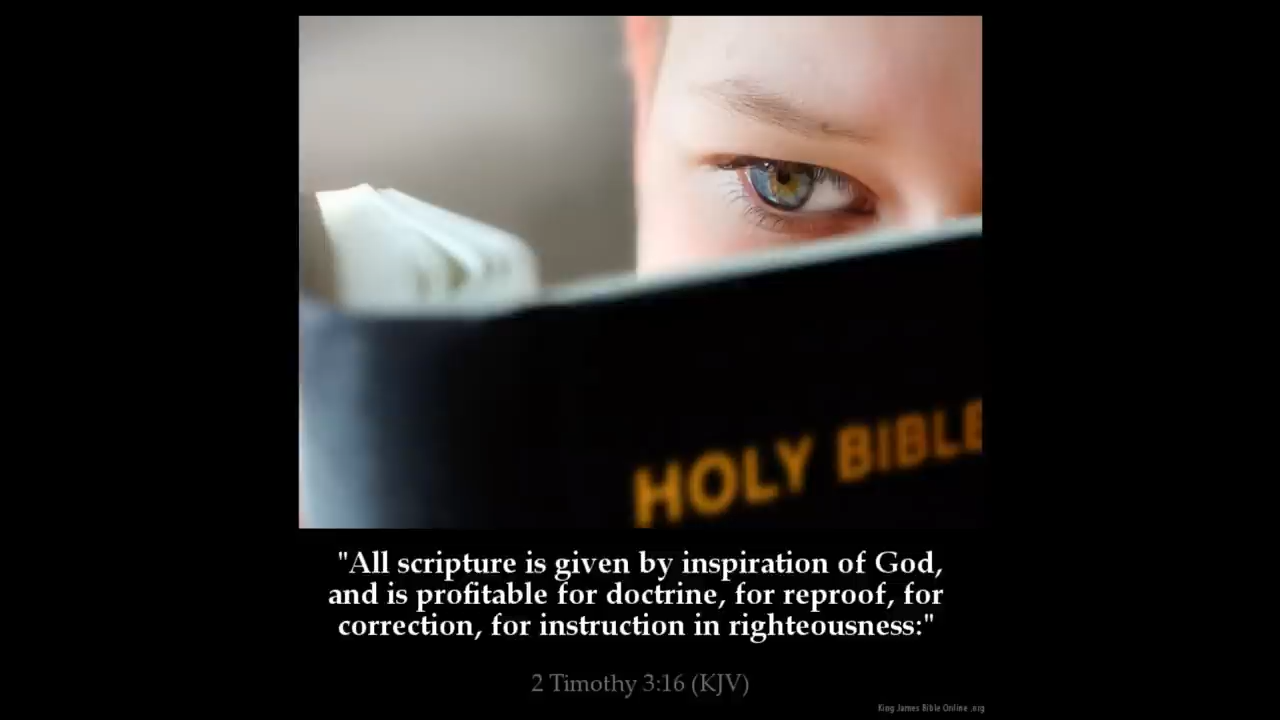 HOLY BIBLE
"All scripture is given by inspiration of God,
and is profitable for doctrine, for reproof, for
correction, for instruction in righteousness:"
2 Timothy 3:16 (KJV)
King James Bible Online .org